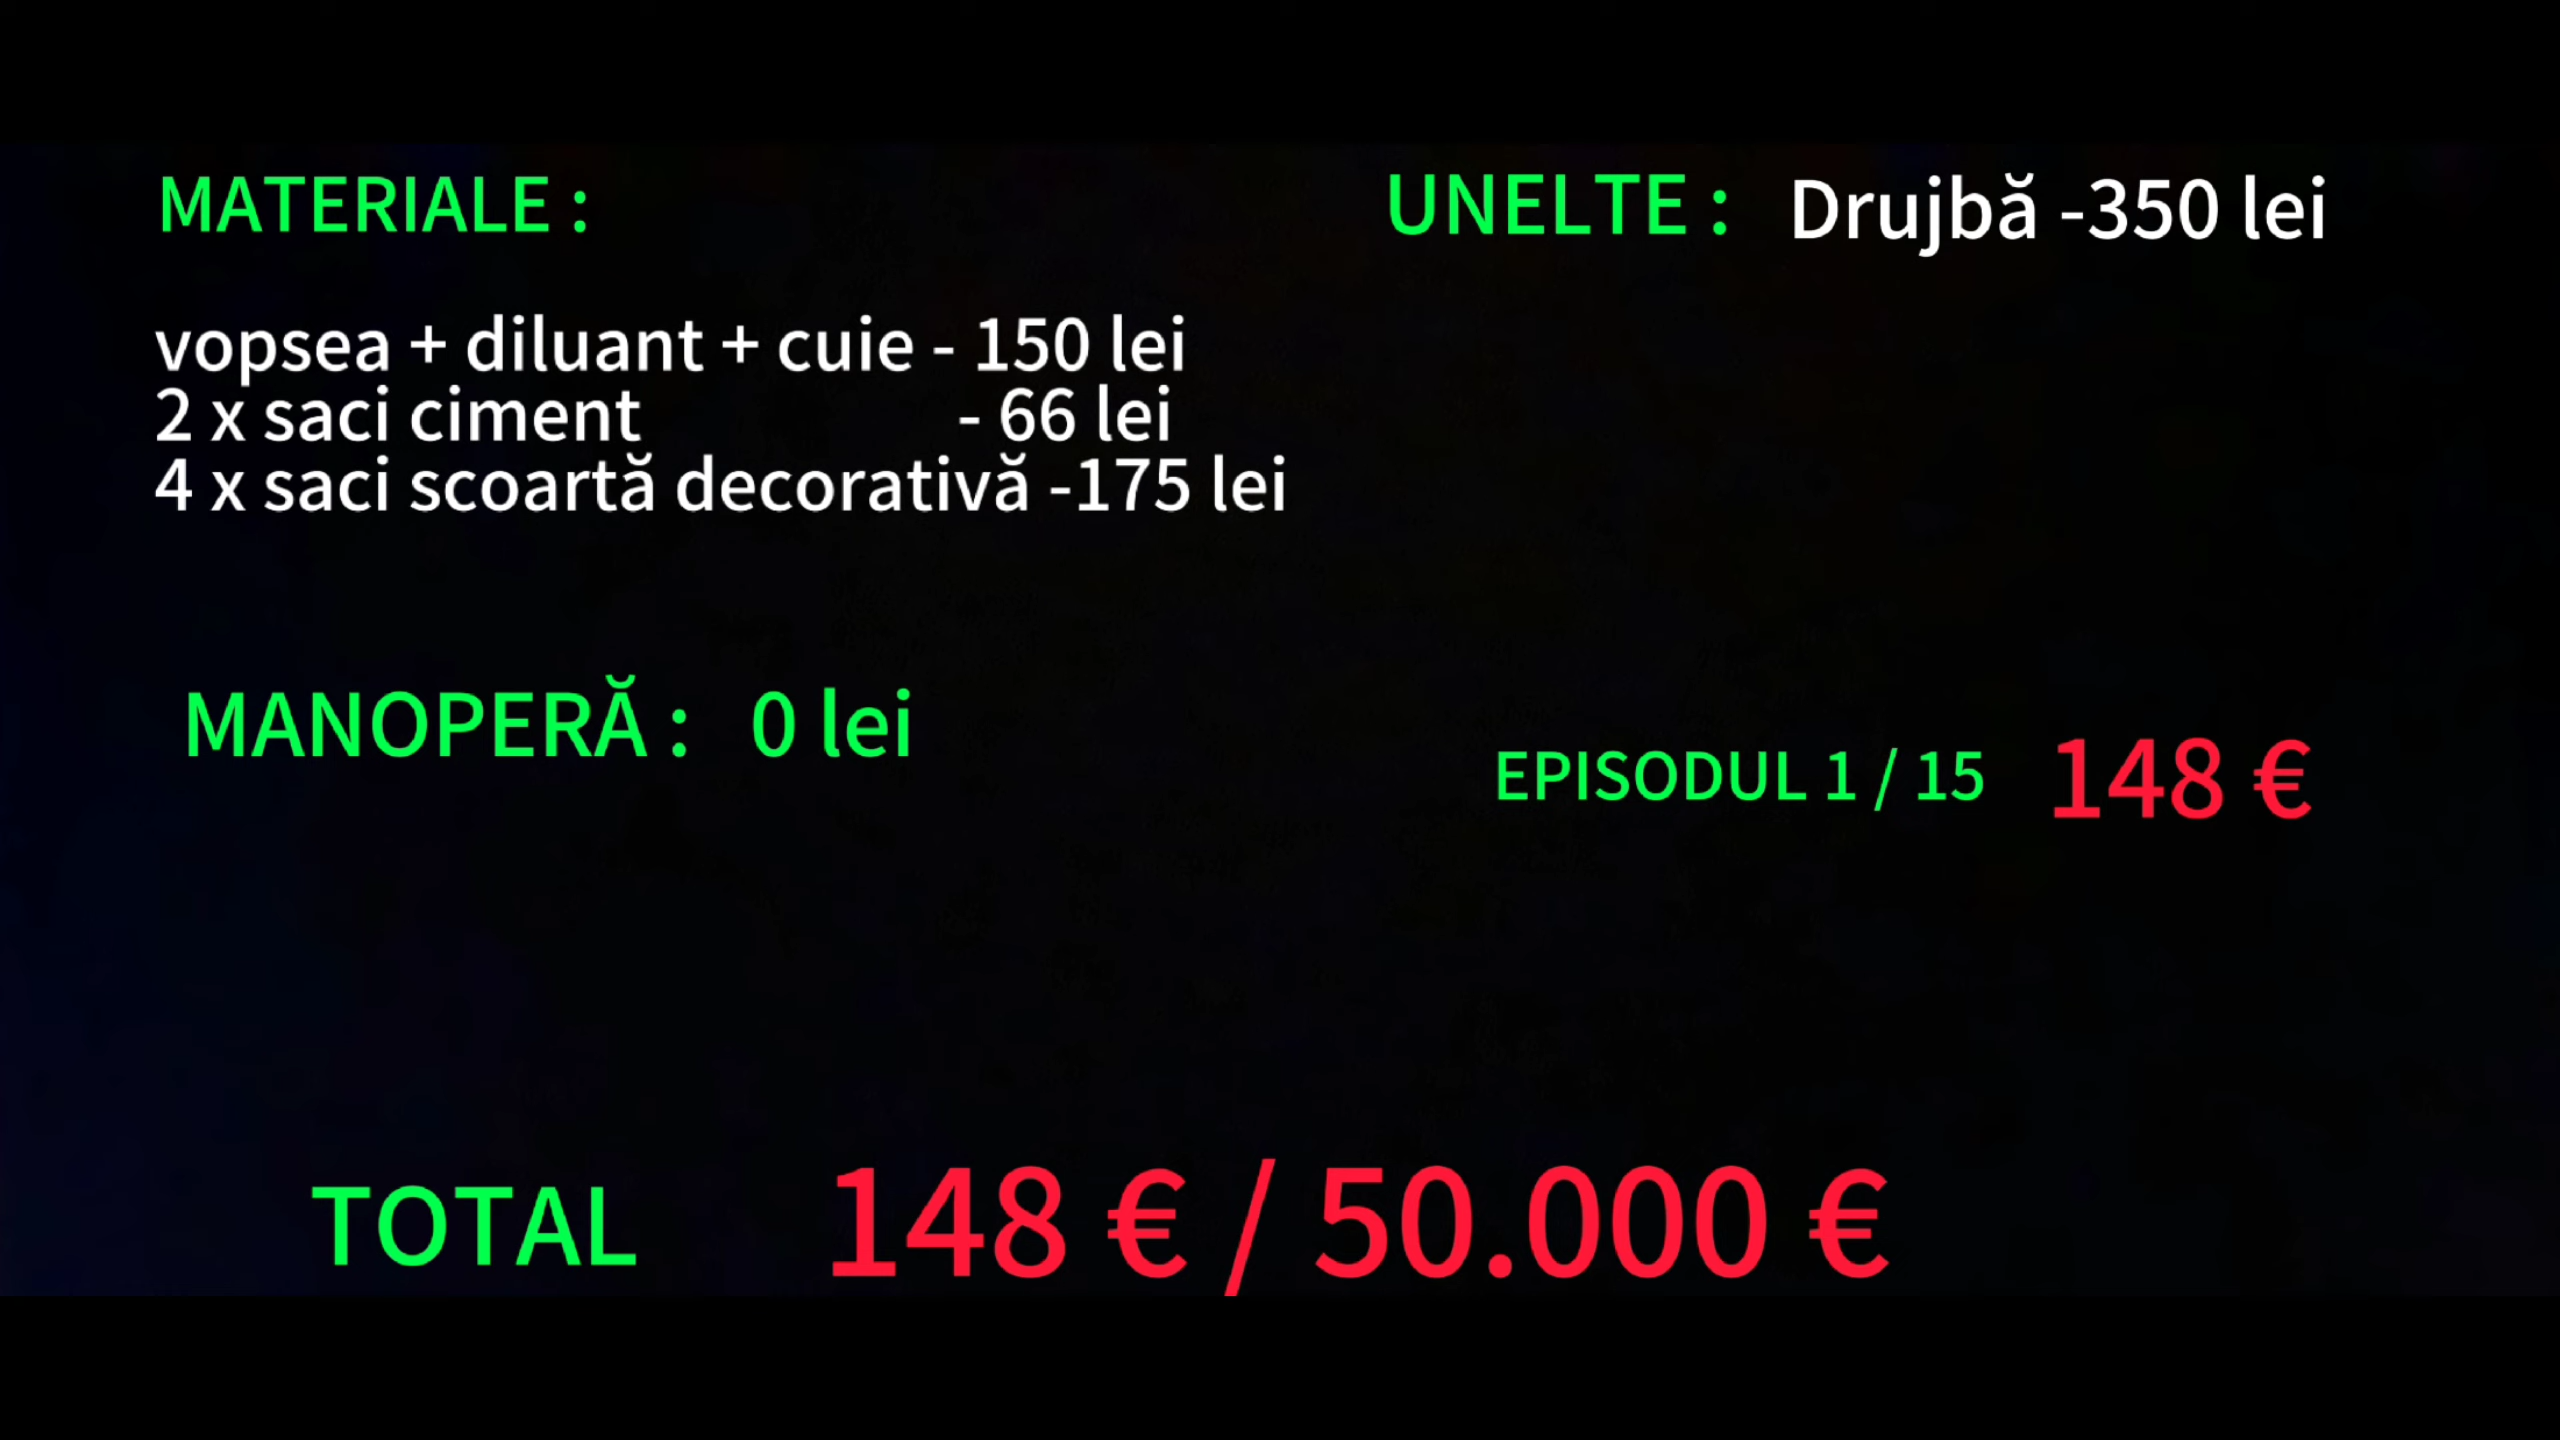 MATERIALE :
UNELTE : Drujbă -350 lei
vopsea + diluant + cuie - 150 lei
2 x saci ciment - 66 lei
4 x saci scoartă decorativă -175 lei
MANOPERĂ : 0 lei
EPISODUL 1 / 15 148 €
TOTAL 148 € / 50.000 €